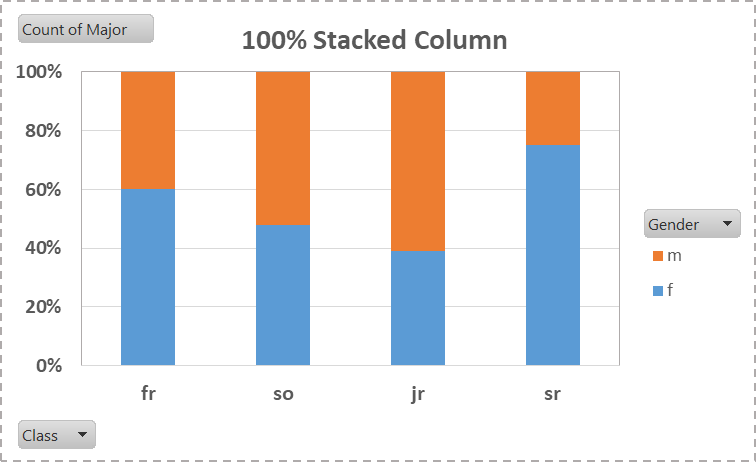 Count of Major
100% Stacked Column
100%
80%
60%
40%
20%
0%
fr so jr sr
Gender
m
f
Class